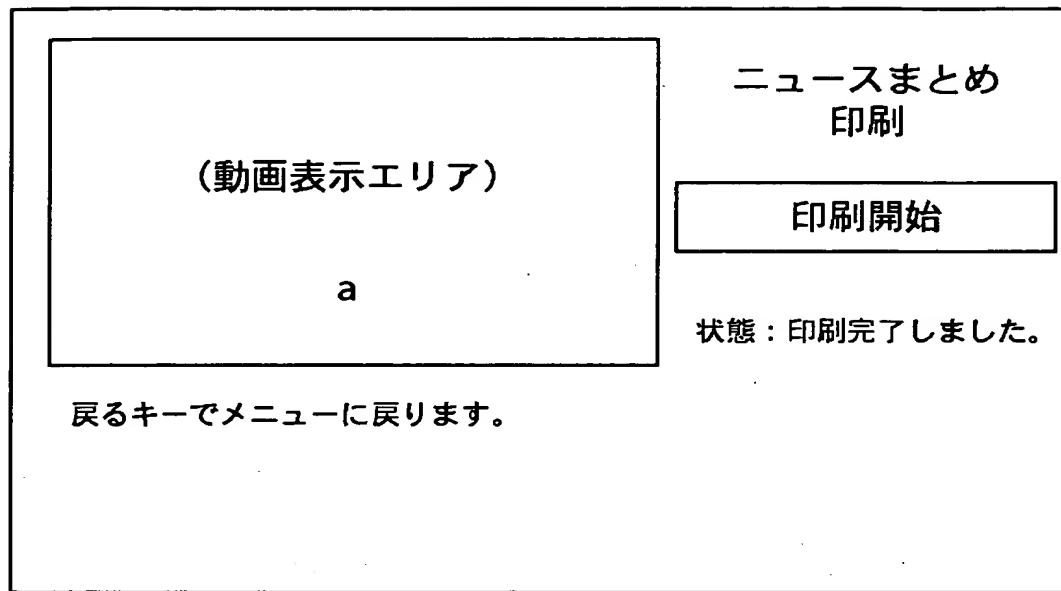 (動画表示エリア)
a
ニュースまとめ
印刷
印刷開始
状態：印刷完了しました。
戻るキーでメニューに戻ります。